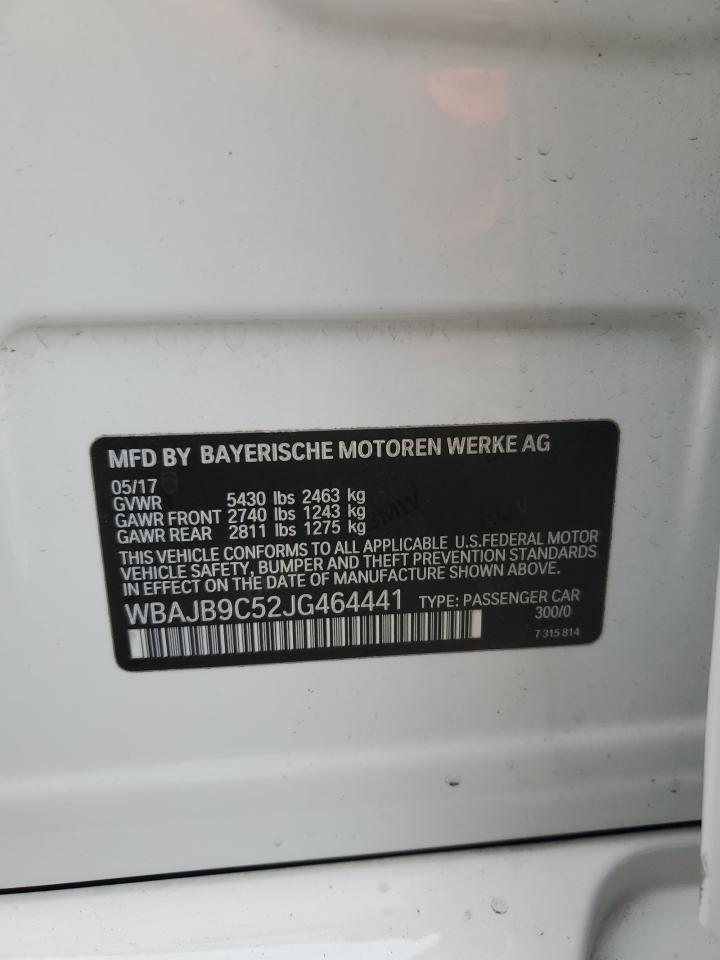 MFD BY BAYERISCHE MOTOREN WERKE AG
05/17
GVWR 5430 lbs 2463 kg
GAWR FRONT 2740 lbs 1243 kg
GAWR REAR 2811 lbs 1275 kg
THIS VEHICLE CONFORMS TO ALL APPLICABLE U.S.FEDERAL MOTOR
VEHICLE SAFETY, BUMPER AND THEFT PREVENTION STANDARDS
IN EFFECT ON THE DATE OF MANUFACTURE SHOWN ABOVE.
WBAJB9C52JG464441 TYPE: PASSENGER CAR
300/0
7 315 814